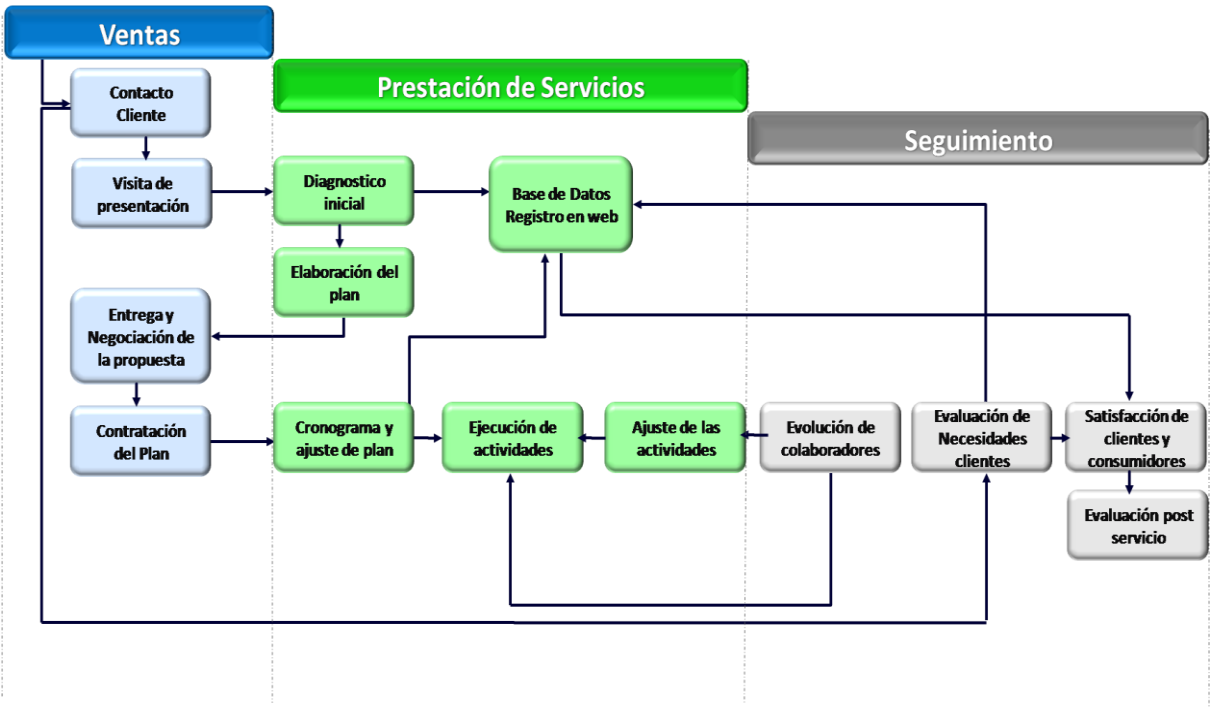 Ventas
Prestación de Servicios
Seguimiento
Contacto
Cliente
Visita de
presentación
Diagnostico
inicial
Base de Datos
Registro en web
Elaboración del
plan
Entrega y
Negociación de
la propuesta
Contratación
del Plan
Cronograma y
ajuste de plan
Ejecución de
actividades
Ajuste de las
actividades
Evolución de
colaboradores
Evaluación de
Necesidades
clientes
Satisfacción de
clientes y
consumidores
Evaluación post
servicio